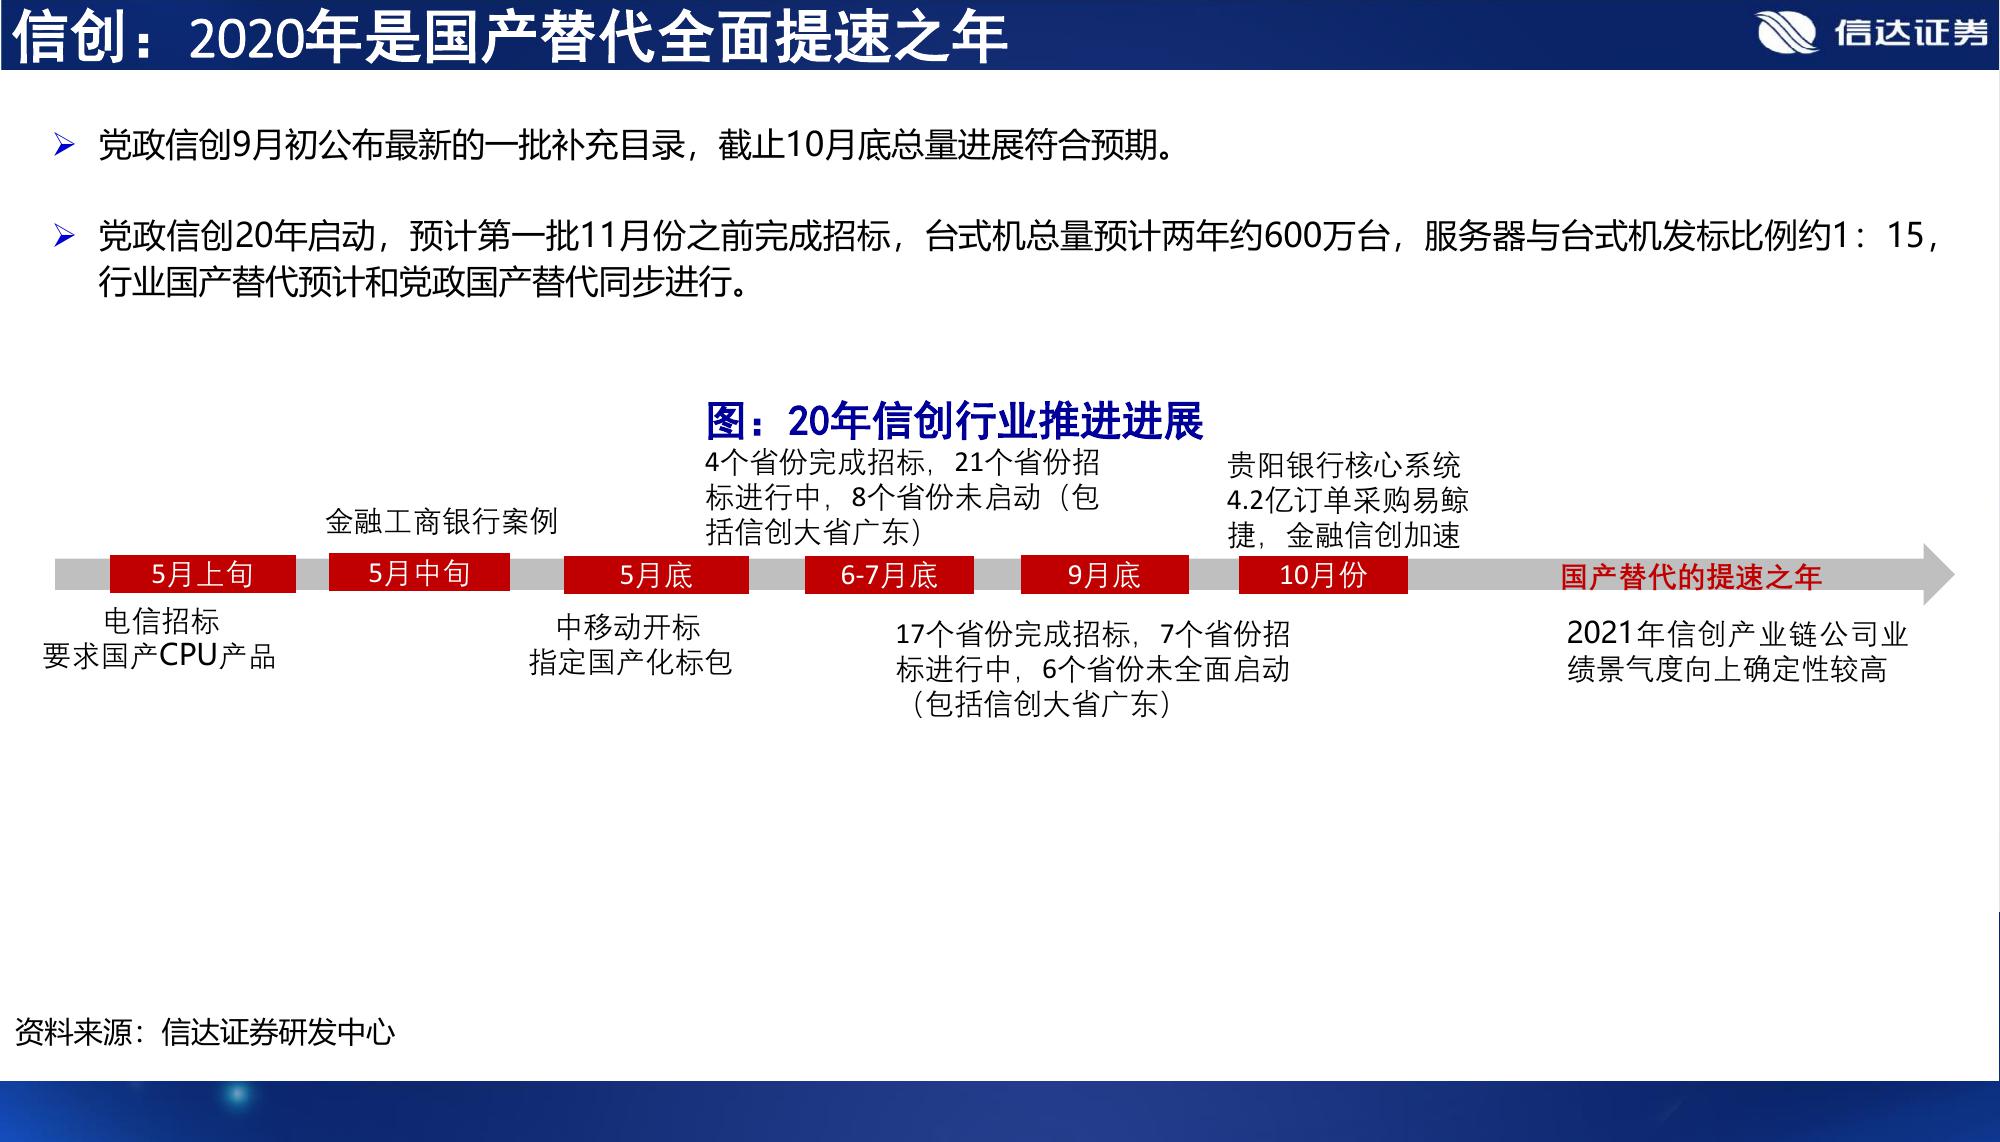 信创：2020年是国产替代全面提速之年
信达证券
党政信创9月初公布最新的一批补充目录，截止10月底总量进展符合预期。
党政信创20年启动，预计第一批11月份之前完成招标，台式机总量预计两年约600万台，服务器与台式机发标比例约1：15，
行业国产替代预计和党政国产替代同步进行。
图：20年信创行业推进进展
金融工商银行案例
4个省份完成招标，21个省份招
标进行中，8个省份未启动（包
括信创大省广东）
贵阳银行核心系统
4.2亿订单采购易鲸
捷，金融信创加速
5月上旬
5月中旬
5月底
6-7月底
9月底
10月份
国产替代的提速之年
电信招标
要求国产CPU产品
中移动开标
指定国产化标包
17个省份完成招标，7个省份招
标进行中，6个省份未全面启动
（包括信创大省广东）
2021年信创产业链公司业
绩景气度向上确定性较高
资料来源：信达证券研发中心